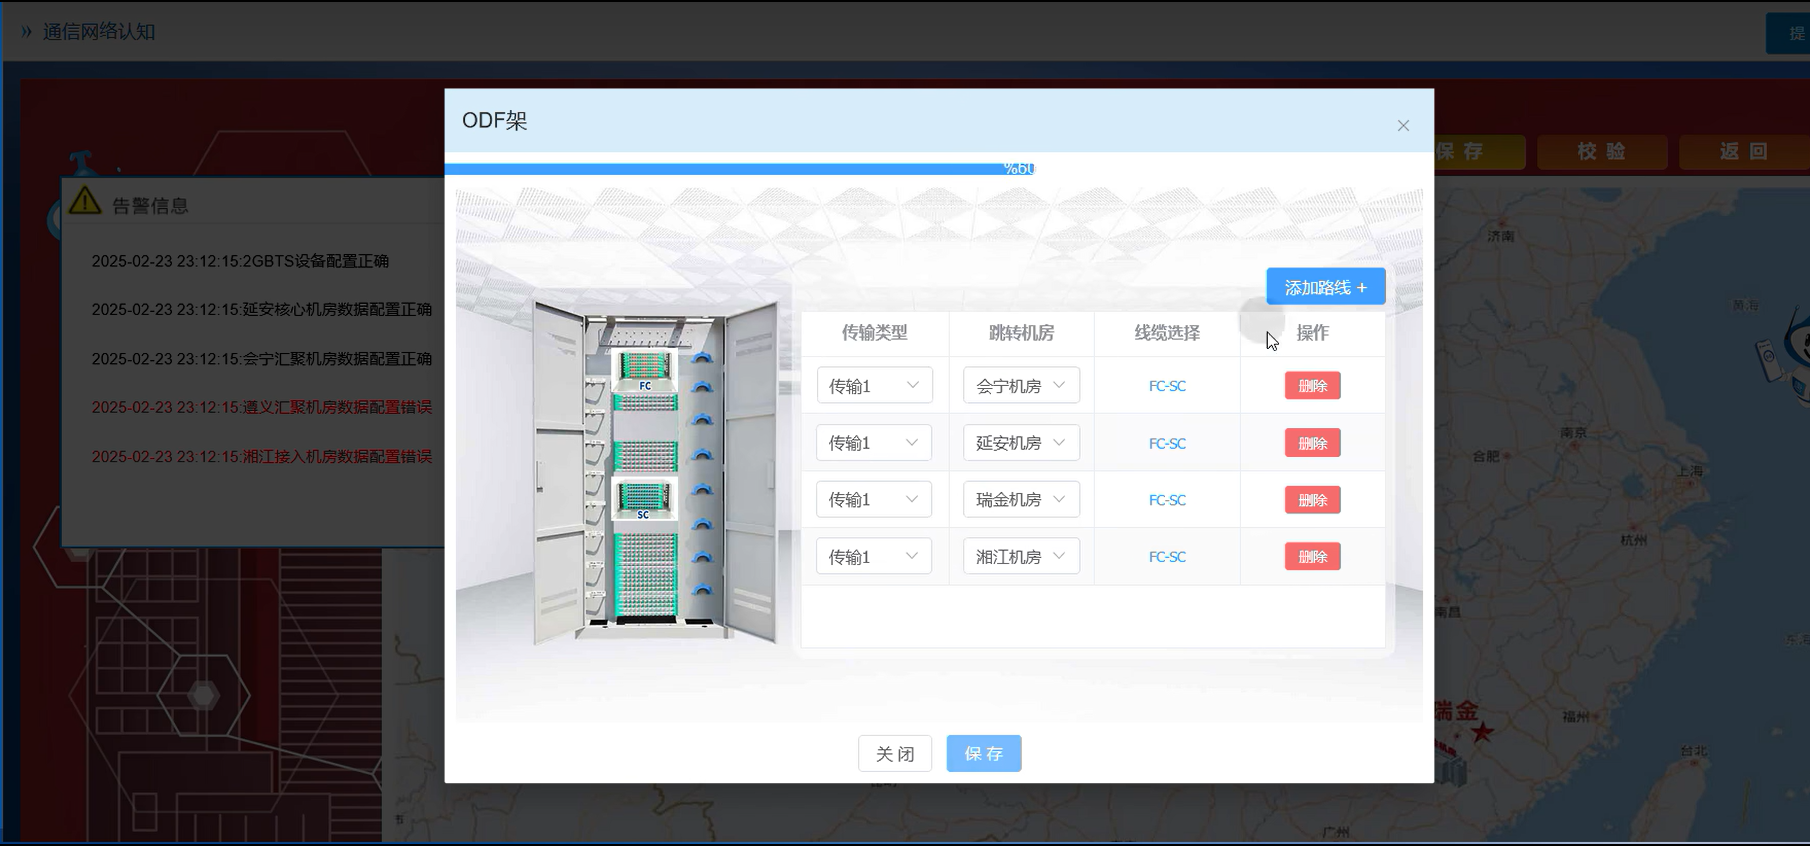 » 通信网络认知
提
ODF架
×
%60
保 存
校 验
返 回
告警信息
2025-02-23 23:12:15:2GBTS设备配置正确
2025-02-23 23:12:15:延安核心机房数据配置正确
2025-02-23 23:12:15:会宁汇聚机房数据配置正确
2025-02-23 23:12:15:遵义汇聚机房数据配置错误
2025-02-23 23:12:15:湘江接入机房数据配置错误
FC
SC
添加路线 +
传输类型 跳转机房 线缆选择 操作
传输1 会宁机房 FC-SC 删除
传输1 延安机房 FC-SC 删除
传输1 瑞金机房 FC-SC 删除
传输1 湘江机房 FC-SC 删除
关 闭
保 存
济南
黄海
南京
合肥
上海
杭州
南昌
瑞金
福州
台北
广州